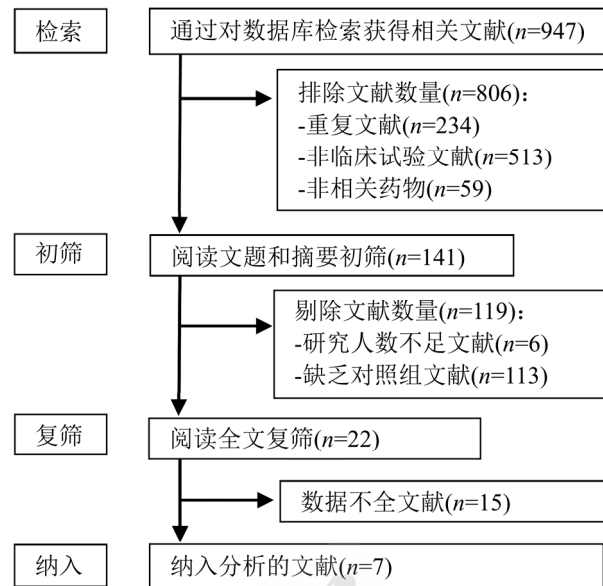 检索
通过对数据库检索获得相关文献(n=947)
排除文献数量(n=806)：
-重复文献(n=234)
-非临床试验文献(n=513)
-非相关药物(n=59)
初筛
阅读文题和摘要初筛(n=141)
剔除文献数量(n=119)：
-研究人数不足文献(n=6)
-缺乏对照组文献(n=113)
复筛
阅读全文复筛(n=22)
数据不全文献(n=15)
纳入
纳入分析的文献(n=7)